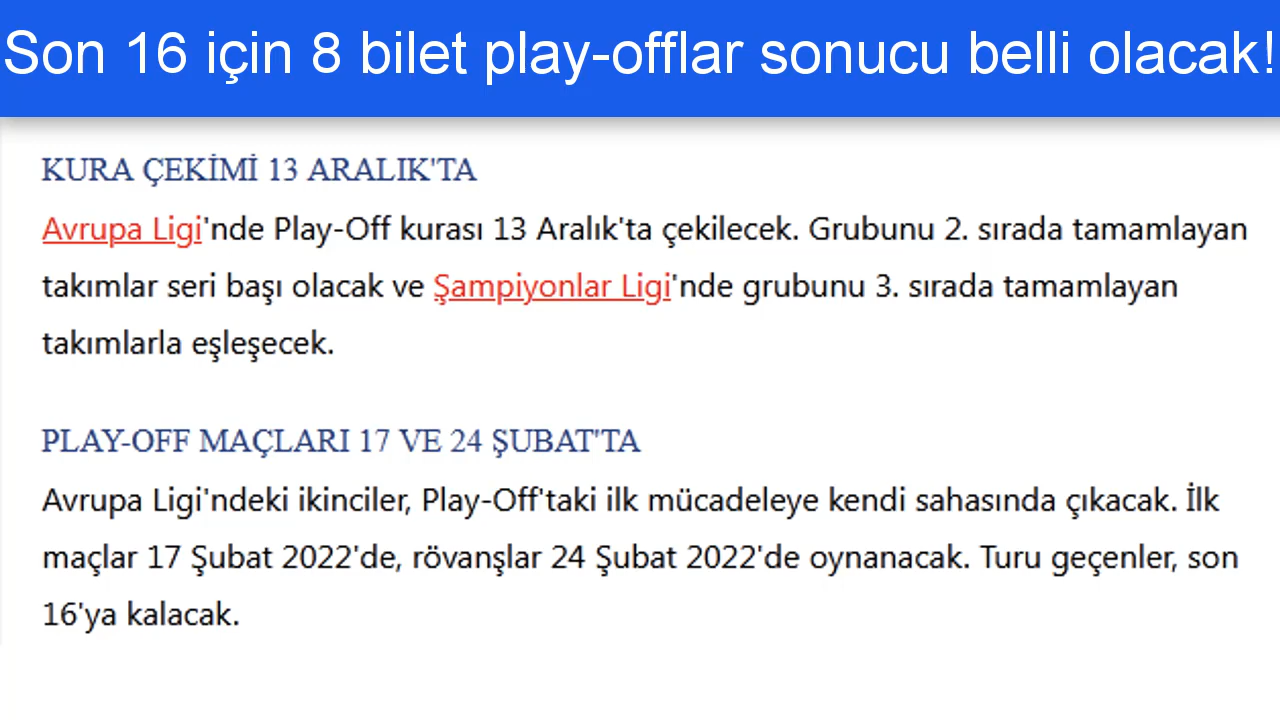 Son 16 için 8 bilet play-offlar sonucu belli olacak!
KURA ÇEKİMİ 13 ARALIK'TA
Avrupa Ligi'nde Play-Off kurası 13 Aralık'ta çekilecek. Grubunu 2. sırada tamamlayan
takımlar seri başı olacak ve Şampiyonlar Ligi'nde grubunu 3. sırada tamamlayan
takımlarla eşleşecek.
PLAY-OFF MAÇLARI 17 VE 24 ŞUBAT'TA
Avrupa Ligi'ndeki ikinciler, Play-Off'taki ilk mücadeleye kendi sahasında çıkacak. İlk
maçlar 17 Şubat 2022'de, rövanşlar 24 Şubat 2022'de oynanacak. Turu geçenler, son
16'ya kalacak.